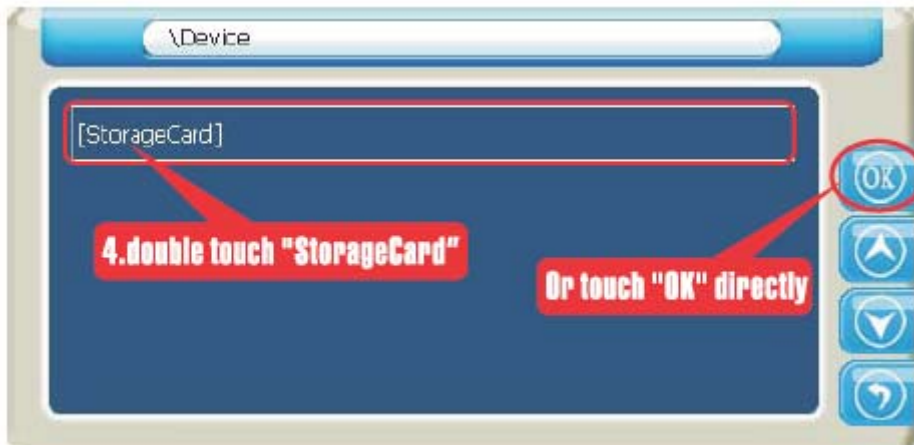 \Device
[StorageCard]
OK
4.double touch "StorageCard"
Or touch "OK" directly